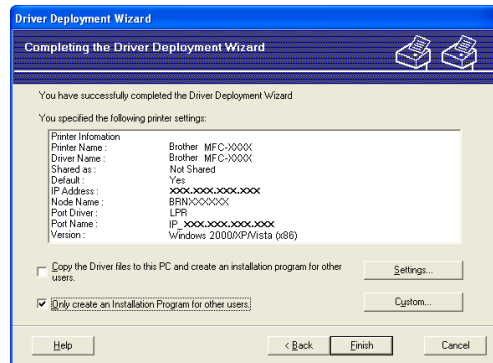 Driver Deployment Wizard
Completing the Driver Deployment Wizard
You have successfully completed the Driver Deployment Wizard
You specified the following printer settings:
Printer Infomation
Printer Name : Brother MFC-XXXX
Driver Name : Brother MFC-XXXX
Shared as : Not Shared
Default : Yes
IP Address : XXX.XXX.XXX.XXX
Node Name : BRNXXXXXX
Port Driver : LPR
Port Name : IP_XXX.XXX.XXX.XXX
Version : Windows 2000/XP/Vista (x86)
Copy the Driver files to this PC and create an installation program for other
users.
Settings...
Only create an Installation Program for other users.
Custom...
Help
< Back
Finish
Cancel